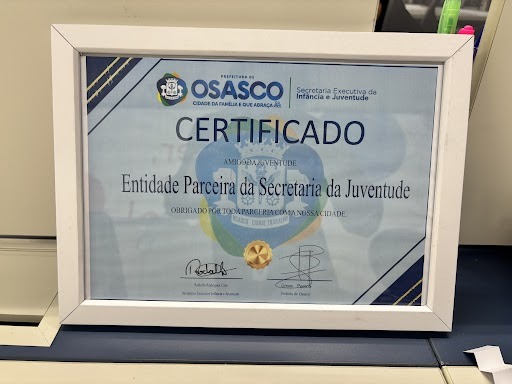 PREFEITURA DE
OSASCO
CIDADE DA FAMÍLIA E QUE ABRAÇA
Secretaria Executiva da
Infância e Juventude
CERTIFICADO
AMIGO DA JUVENTUDE
Entidade Parceira da Secretaria da Juventude
OBRIGADO POR TODA PARCERIA COM A NOSSA CIDADE.